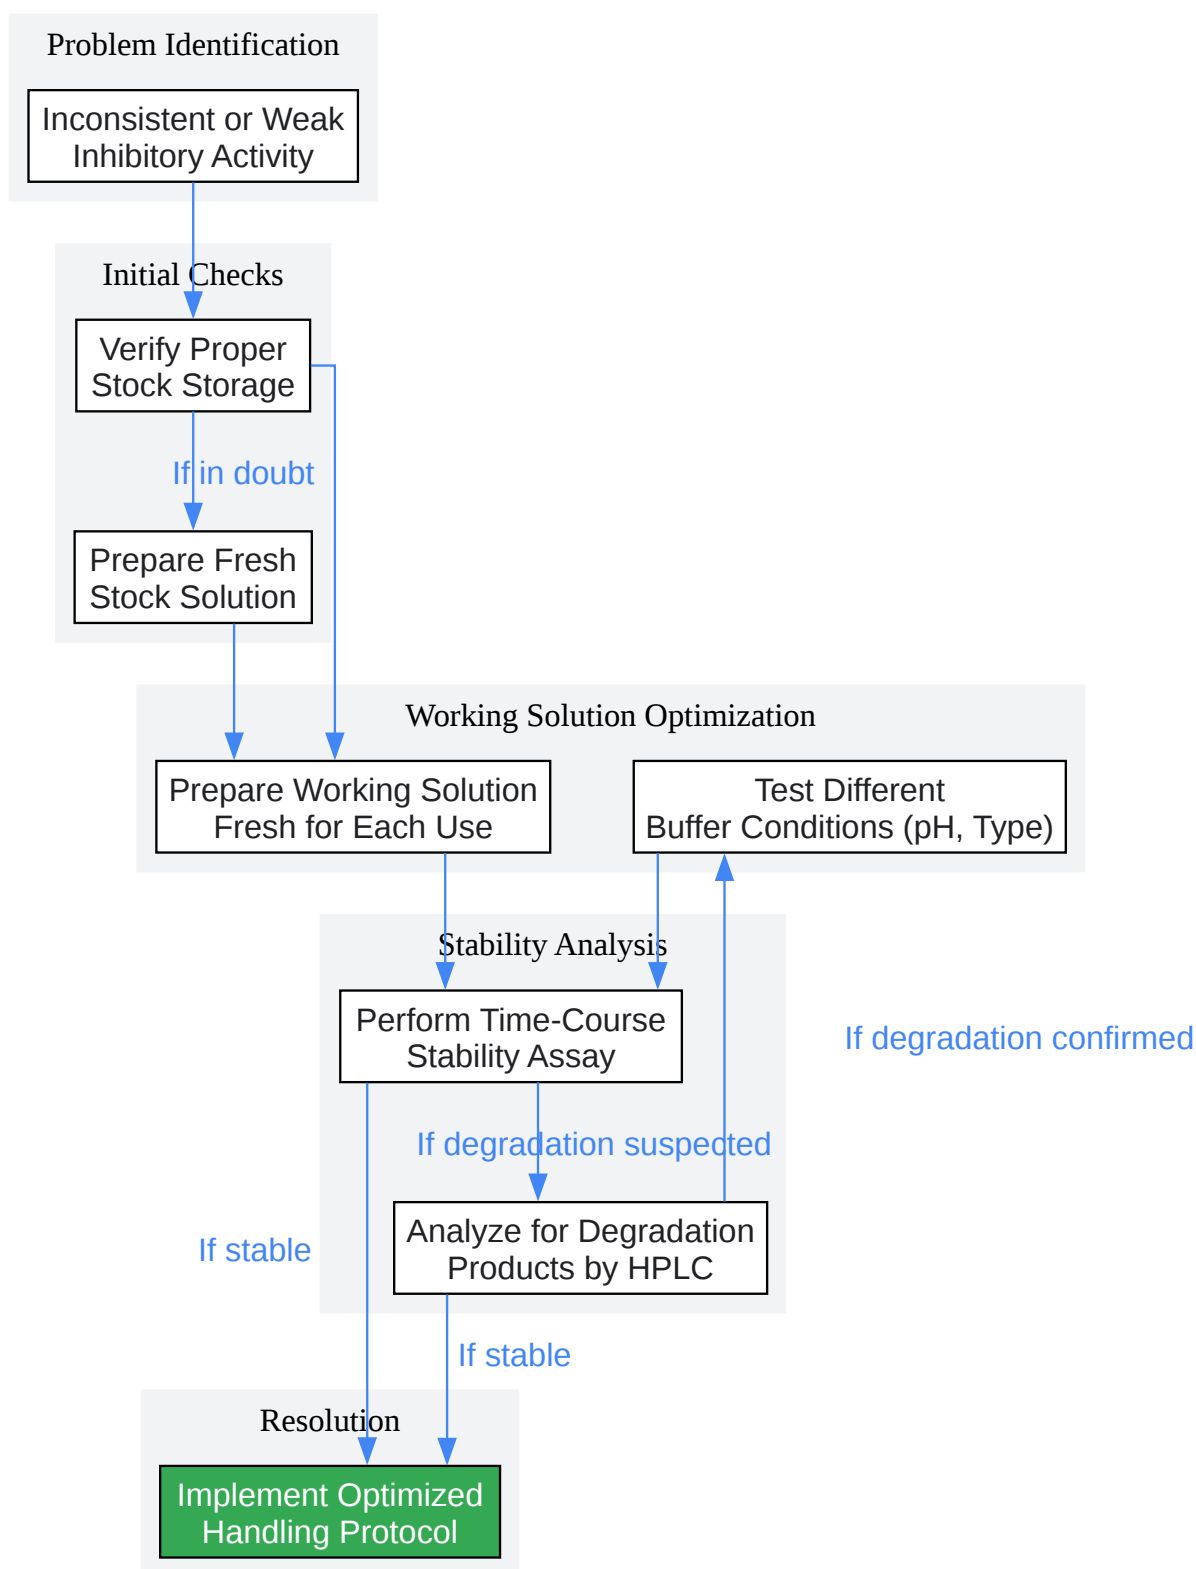 Problem Identification
Inconsistent or Weak
Inhibitory Activity
Initial Checks
Verify Proper
Stock Storage
If in doubt
Prepare Fresh
Stock Solution
Working Solution Optimization
Prepare Working Solution
Fresh for Each Use
Test Different
Buffer Conditions (pH, Type)
Stability Analysis
Perform Time-Course
Stability Assay
If degradation confirmed
If degradation suspected
Analyze for Degradation
Products by HPLC
If stable
If stable
Resolution
Implement Optimized
Handling Protocol